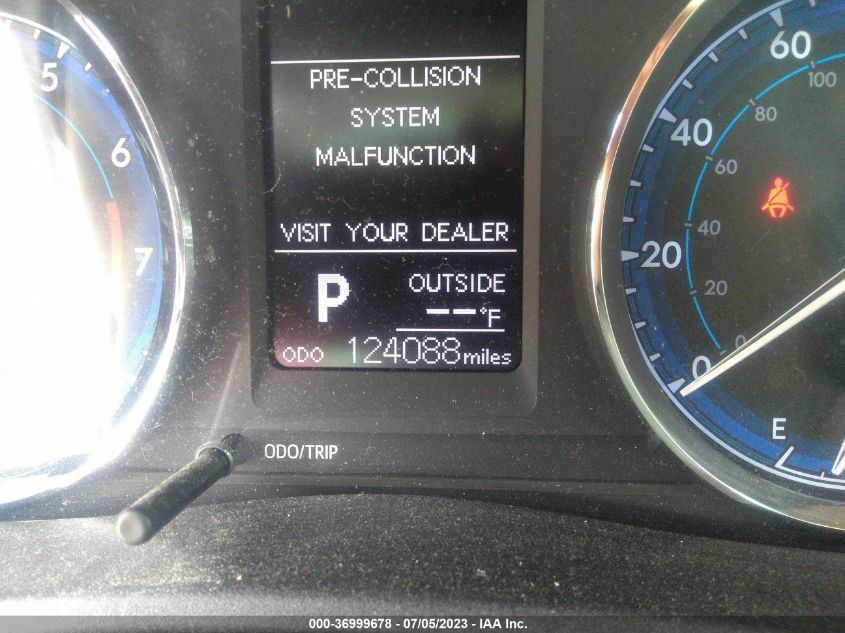 PRE-COLLISION
SYSTEM
MALFUNCTION
VISIT YOUR DEALER
P
OUTSIDE
--°F
ODO 124088 miles
ODO/TRIP
5
6
7
60
40
20
0
100
80
60
40
20
0
E
000-36999678 / 07/05/2023 - IAA Inc.